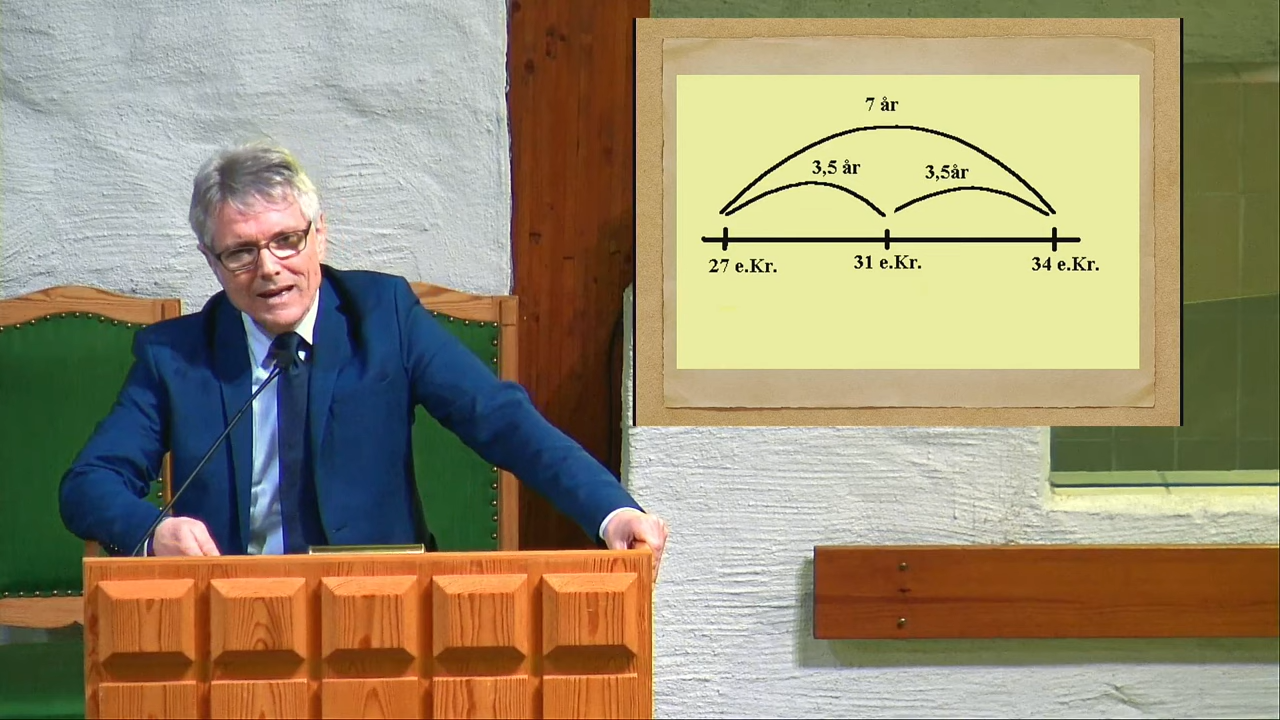 7 år
3,5 år
3,5år
27 e.Kr.
31 e.Kr.
34 e.Kr.